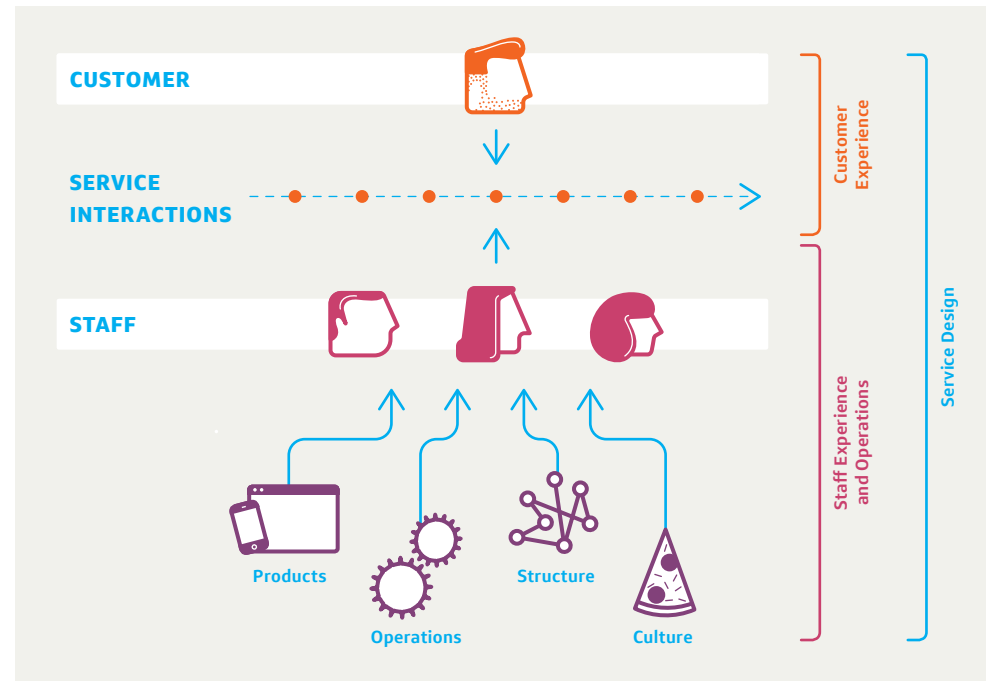 CUSTOMER
SERVICE
INTERACTIONS
STAFF
Products
Operations
Structure
Culture
Customer
Experience
Staff Experience
and Operations
Service Design